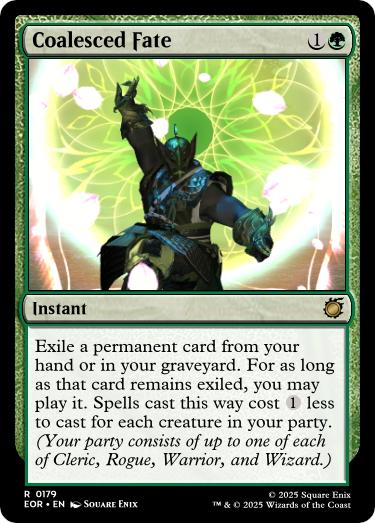 Coalesced Fate 1
Instant
Exile a permanent card from your
hand or in your graveyard. For as long
as that card remains exiled, you may
play it. Spells cast this way cost 1 less
to cast for each creature in your party.
(Your party consists of up to one of each
of Cleric, Rogue, Warrior, and Wizard.)
R 0179 © 2025 Square Enix
EOR • EN Square Enix ™ & © 2025 Wizards of the Coast